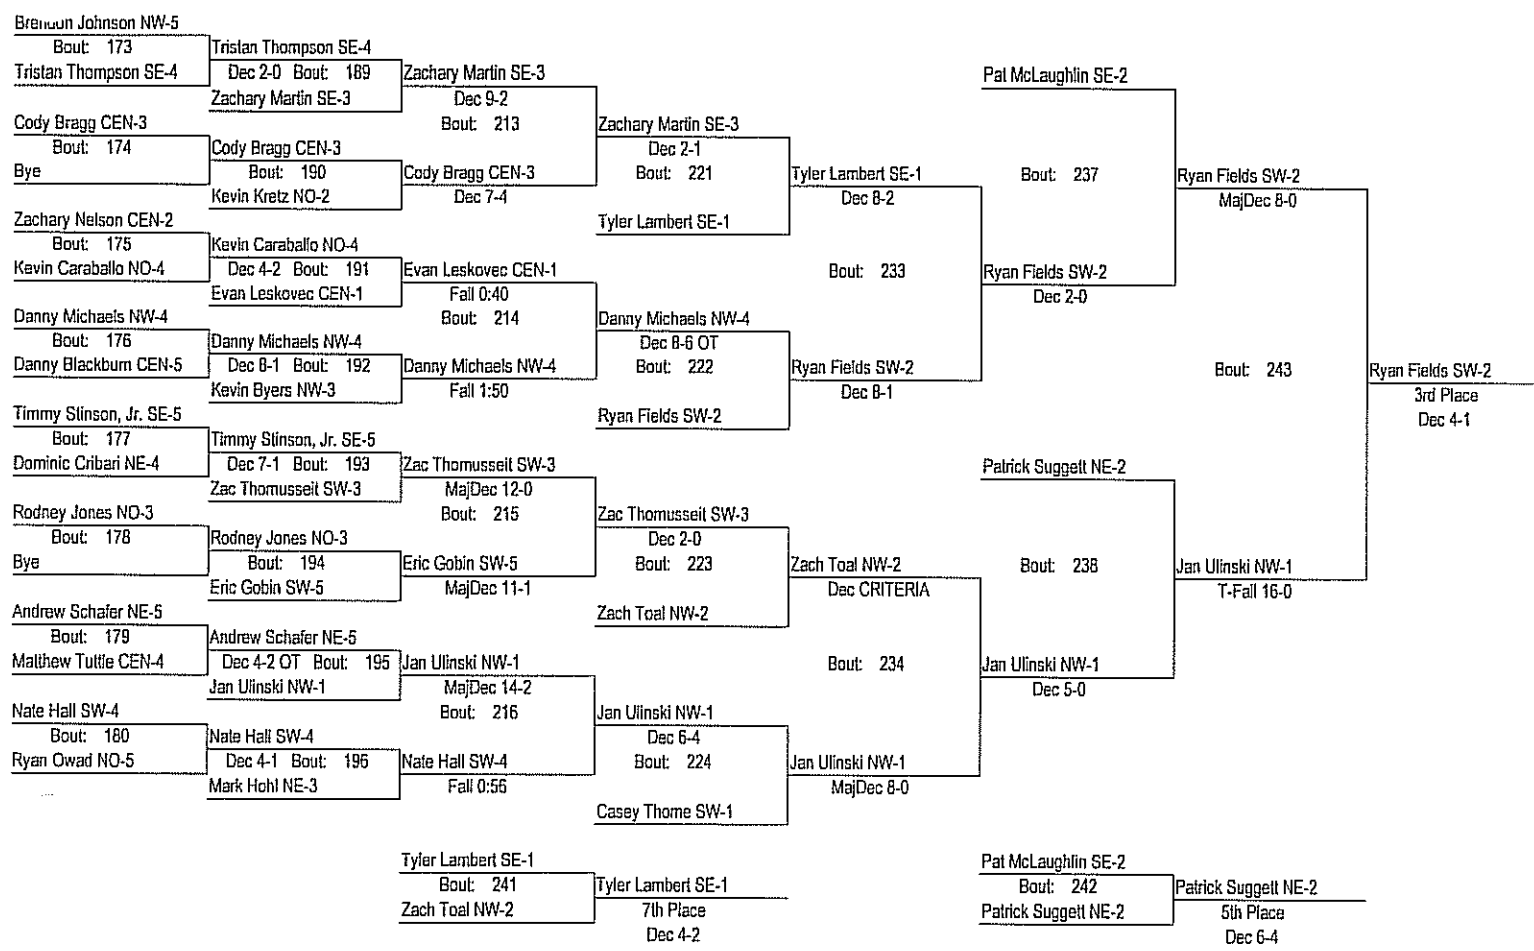 Brendon Johnson NW-5
Bout: 173
Tristan Thompson SE-4
Cody Bragg CEN-3
Bout: 174
Bye
Zachary Nelson CEN-2
Bout: 175
Kevin Caraballo NO-4
Danny Michaels NW-4
Bout: 176
Danny Blackburn CEN-5
Timmy Stinson, Jr. SE-5
Bout: 177
Dominic Cribari NE-4
Rodney Jones NO-3
Bout: 178
Bye
Andrew Schafer NE-5
Bout: 179
Matthew Tuttle CEN-4
Nate Hall SW-4
Bout: 180
Ryan Owad NO-5
Tristan Thompson SE-4
Dec 2-0 Bout: 189
Zachary Martin SE-3
Cody Bragg CEN-3
Bout: 190
Kevin Kretz NO-2
Kevin Caraballo NO-4
Dec 4-2 Bout: 191
Evan Leskovec CEN-1
Danny Michaels NW-4
Dec 8-1 Bout: 192
Kevin Byers NW-3
Timmy Stinson, Jr. SE-5
Dec 7-1 Bout: 193
Zac Thomusseit SW-3
Rodney Jones NO-3
Bout: 194
Eric Gobin SW-5
Andrew Schafer NE-5
Dec 4-2 OT Bout: 195
Jan Ulinski NW-1
Nate Hall SW-4
Dec 4-1 Bout: 196
Mark Hohl NE-3
Zachary Martin SE-3
Dec 9-2
Bout: 213
Cody Bragg CEN-3
Dec 7-4
Evan Leskovec CEN-1
Fall 0:40
Bout: 214
Danny Michaels NW-4
Fall 1:50
Zac Thomusseit SW-3
MajDec 12-0
Bout: 215
Eric Gobin SW-5
MajDec 11-1
Jan Ulinski NW-1
MajDec 14-2
Bout: 216
Nate Hall SW-4
Fall 0:56
Zachary Martin SE-3
Dec 2-1
Bout: 221
Tyler Lambert SE-1
Danny Michaels NW-4
Dec 8-6 OT
Bout: 222
Ryan Fields SW-2
Zac Thomusseit SW-3
Dec 2-0
Bout: 223
Zach Toal NW-2
Jan Ulinski NW-1
Dec 6-4
Bout: 224
Casey Thome SW-1
Tyler Lambert SE-1
Dec 8-2
Bout: 233
Ryan Fields SW-2
Dec 8-1
Zach Toal NW-2
Dec CRITERIA
Bout: 234
Jan Ulinski NW-1
MajDec 8-0
Pat McLaughlin SE-2
Bout: 237
Ryan Fields SW-2
Dec 2-0
Patrick Suggett NE-2
Bout: 238
Jan Ulinski NW-1
Dec 5-0
Ryan Fields SW-2
MajDec 8-0
Bout: 243
Jan Ulinski NW-1
T-Fall 16-0
Ryan Fields SW-2
3rd Place
Dec 4-1
Tyler Lambert SE-1
Bout: 241
Zach Toal NW-2
Tyler Lambert SE-1
7th Place
Dec 4-2
Pat McLaughlin SE-2
Bout: 242
Patrick Suggett NE-2
Patrick Suggett NE-2
5th Place
Dec 6-4